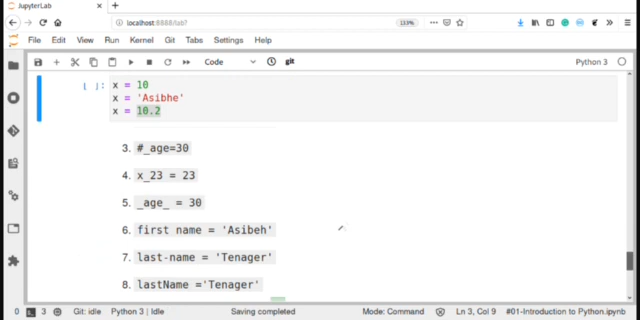 JupyterLab
localhost:8888/lab?
133%
File Edit View Run Kernel Git Tabs Settings Help
Code
git
Python 3
[ ]: x = 10
x = 'Asibhe'
x = 10.2
3. #_age=30
4. x_23 = 23
5. _age_ = 30
6. first name = 'Asibeh'
7. last-name = 'Tenager'
8. lastName ='Tenager'
0 3 Git: idle Python 3 | Idle Saving completed Mode: Command Ln 3, Col 9 #01-Introduction to Python.ipynb